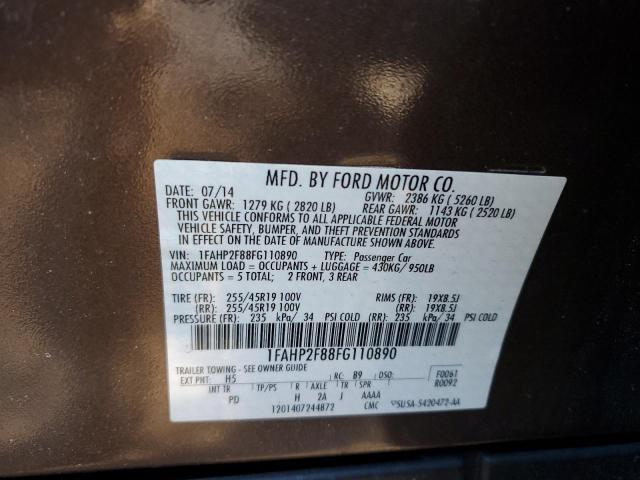 MFD. BY FORD MOTOR CO.
DATE: 07/14 GVWR: 2386 KG ( 5260 LB)
FRONT GAWR: 1279 KG ( 2820 LB) REAR GAWR: 1143 KG ( 2520 LB)
THIS VEHICLE CONFORMS TO ALL APPLICABLE FEDERAL MOTOR
VEHICLE SAFETY, BUMPER, AND THEFT PREVENTION STANDARDS
IN EFFECT ON THE DATE OF MANUFACTURE SHOWN ABOVE.
VIN: 1FAHP2F88FG110890 TYPE: Passenger Car
MAXIMUM LOAD = OCCUPANTS + LUGGAGE = 430KG/ 950LB
OCCUPANTS = 5 TOTAL; 2 FRONT, 3 REAR
TIRE (FR): 255/45R19 100V RIMS (FR): 19X8.5J
(RR): 255/45R19 100V (RR): 19X8.5J
PRESSURE (FR): 235 kPa/ 34 PSI COLD (RR): 235 kPa/ 34 PSI COLD
1FAHP2F88FG110890
TRAILER TOWING - SEE OWNER GUIDE
EXT PNT: H5 RC: B9 DSO: F0061
R0092
INT TR TP/PS R AXLE TR SPR
PD H 2A J AAAA
1201407244872 CMC SUSA-5420472-AA